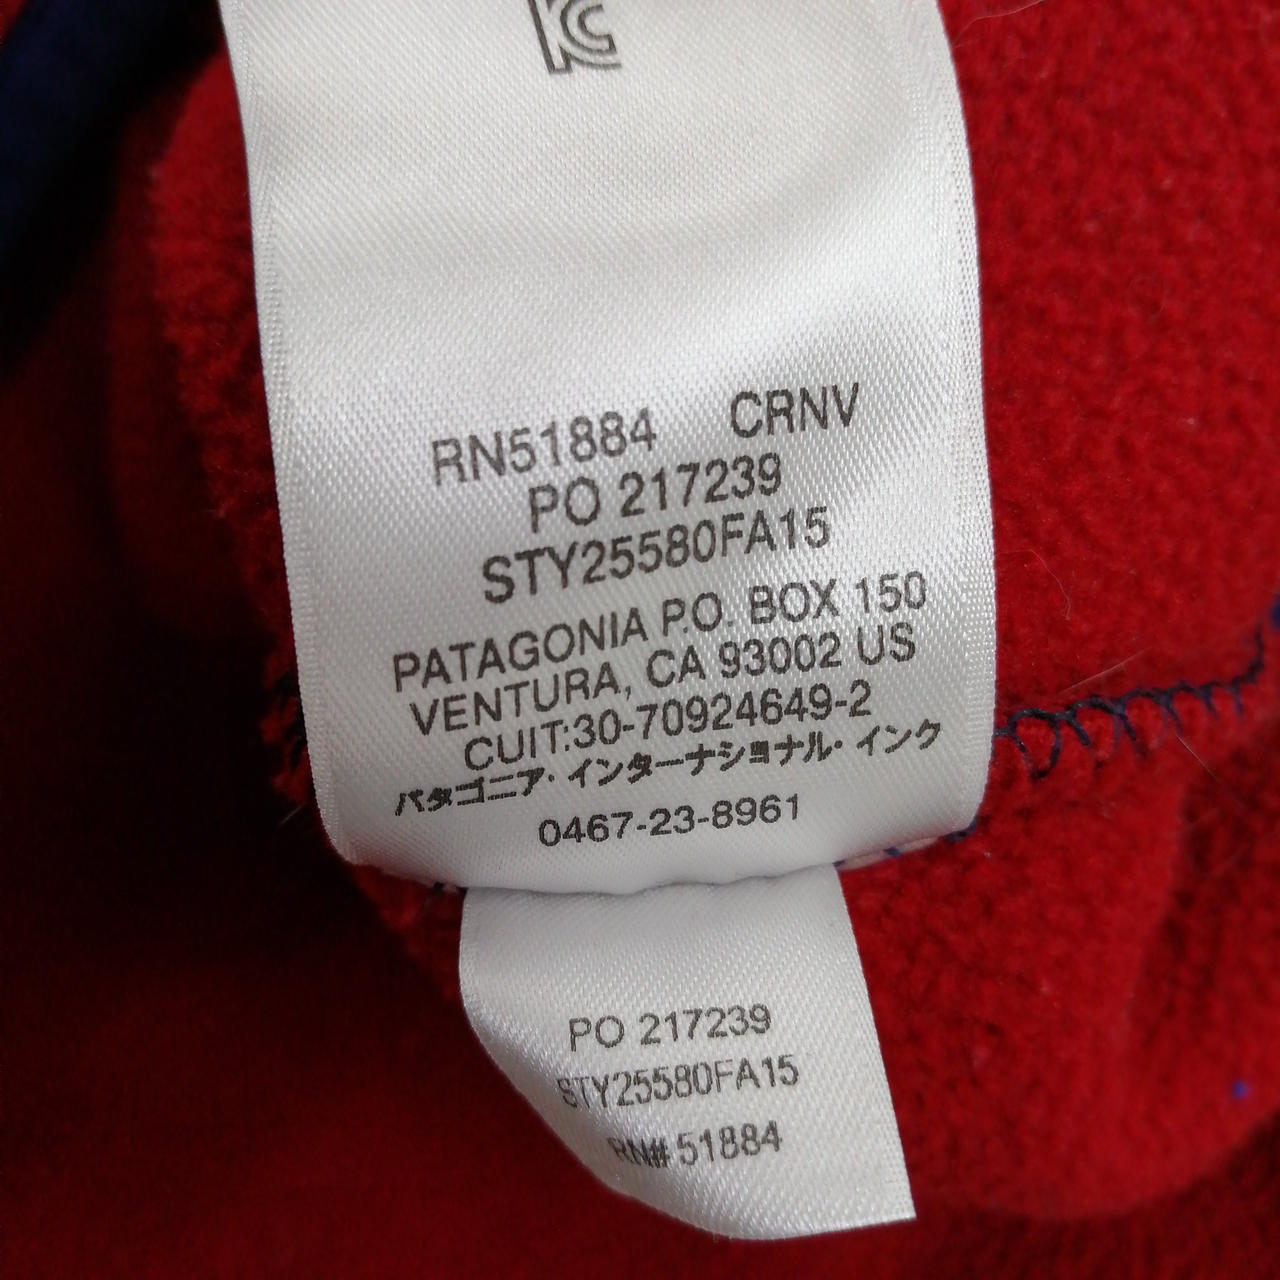 KC
RN51884 CRNV
PO 217239
STY25580FA15
PATAGONIA P.O. BOX 150
VENTURA, CA 93002 US
CUIT:30-70924649-2
パタゴニア・インターナショナル・インク
0467-23-8961
PO 217239
STY25580FA15
RN# 51884